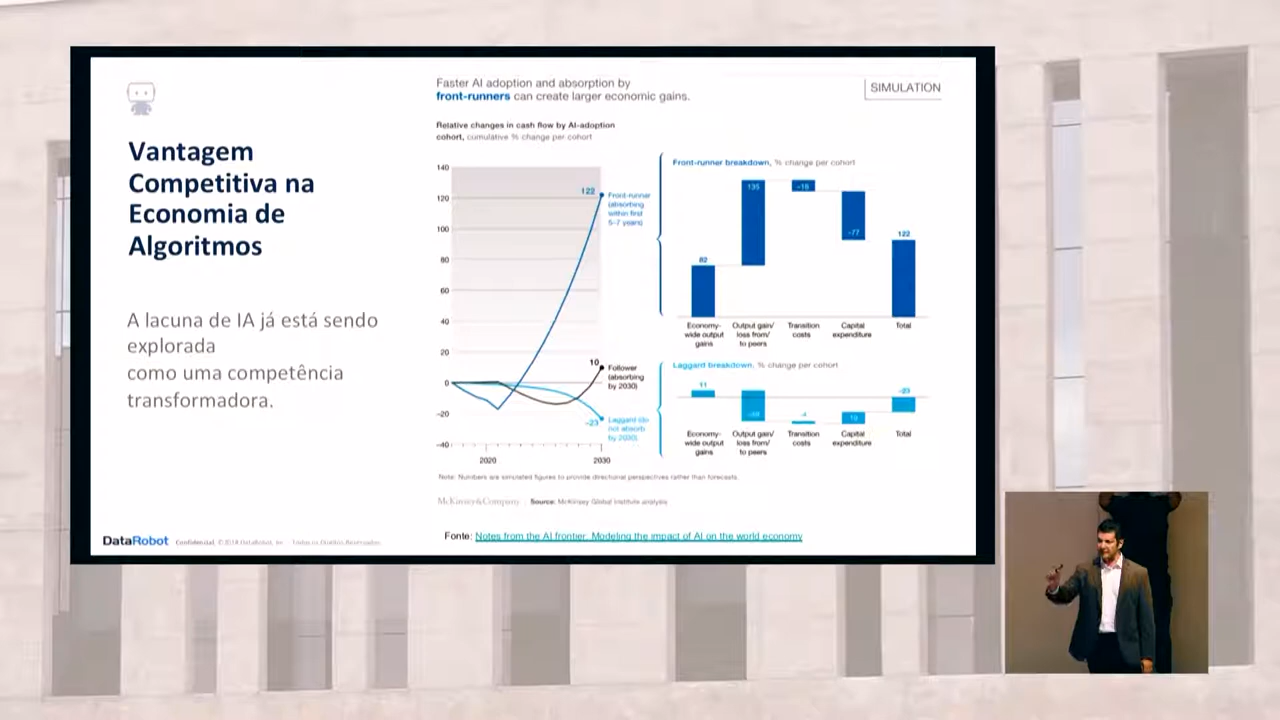 Vantagem
Competitiva na
Economia de
Algoritmos
A lacuna de IA já está sendo
explorada
como uma competência
transformadora.
Faster AI adoption and absorption by
front-runners can create larger economic gains.
SIMULATION
Relative changes in cash flow by AI-adoption
cohort, cumulative % change per cohort
140
120
100
80
60
40
20
0
-20
-40
2020
2030
122
Front-runner
(absorbing
within first
5–7 years)
10
Follower
(absorbing
by 2030)
-23
Laggard (do
not absorb
by 2030)
Front-runner breakdown, % change per cohort
82
135
-15
-77
122
Economy-
wide output
gains
Output gain/
loss from/
to peers
Transition
costs
Capital
expenditure
Total
Laggard breakdown, % change per cohort
11
-4
-23
Economy-
wide output
gains
Output gain/
loss from/
to peers
Transition
costs
Capital
expenditure
Total
Note: Numbers are simulated figures to provide directional perspectives rather than forecasts.
McKinsey&Company | Source: McKinsey Global Institute analysis
DataRobot Confidencial. ©2018 DataRobot, Inc. Todos os Direitos Reservados.
Fonte: Notes from the AI frontier. Modeling the impact of AI on the world economy